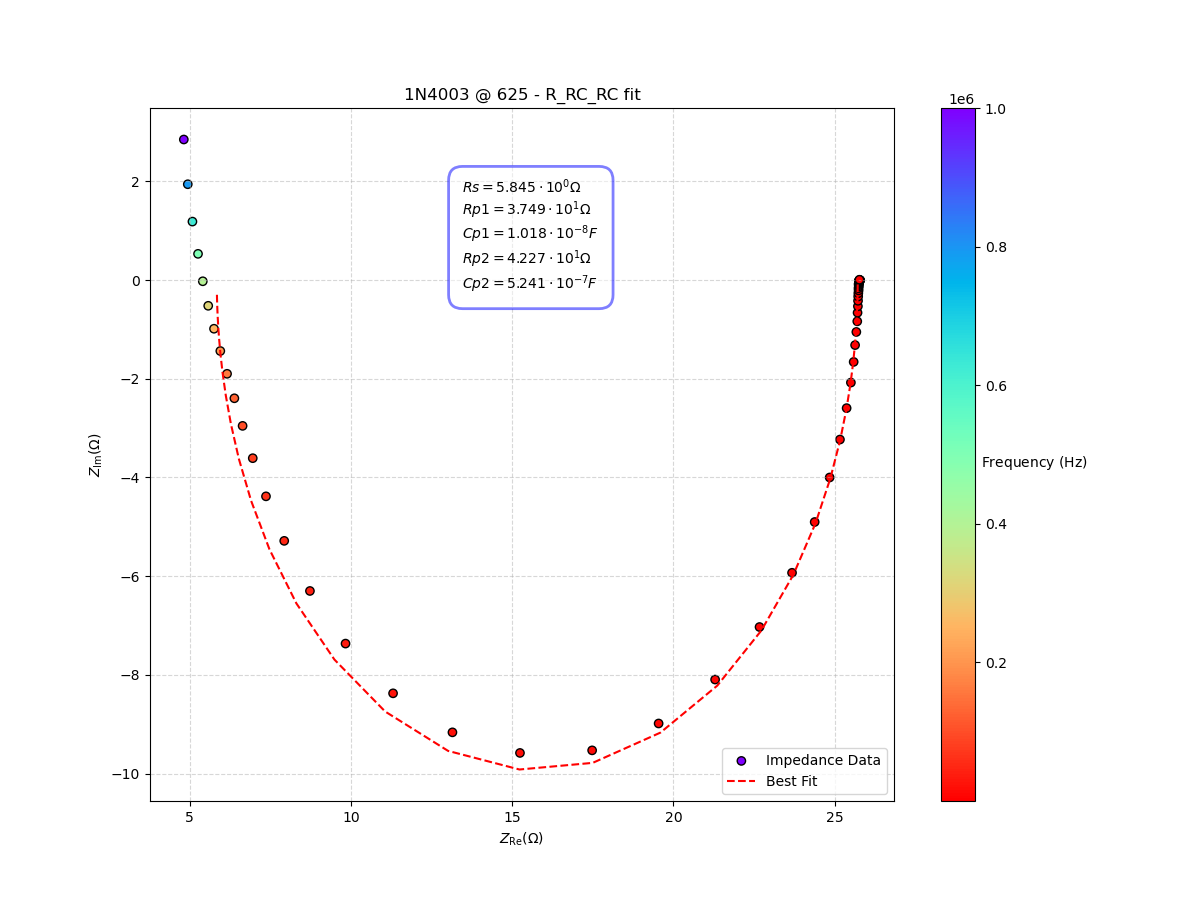 1N4003 @ 625 - R_RC_RC fit
1e6
1.0
0.8
0.6
0.4
0.2
Frequency (Hz)
2
0
−2
−4
−6
−8
−10
Z_Im(Ω)
Rs = 5.845 · 10^0Ω
Rp1 = 3.749 · 10^1Ω
Cp1 = 1.018 · 10^−8F
Rp2 = 4.227 · 10^1Ω
Cp2 = 5.241 · 10^−7F
Impedance Data
Best Fit
5
10
15
20
25
Z_Re(Ω)